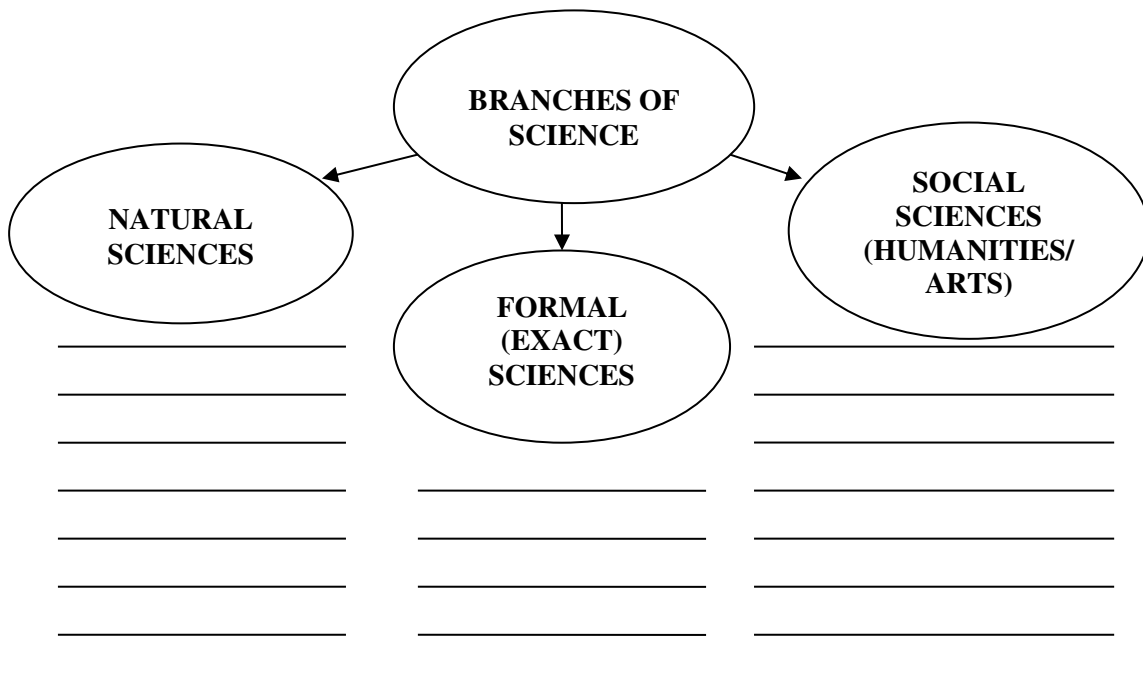 BRANCHES OF
SCIENCE
NATURAL
SCIENCES
FORMAL
(EXACT)
SCIENCES
SOCIAL
SCIENCES
(HUMANITIES/
ARTS)